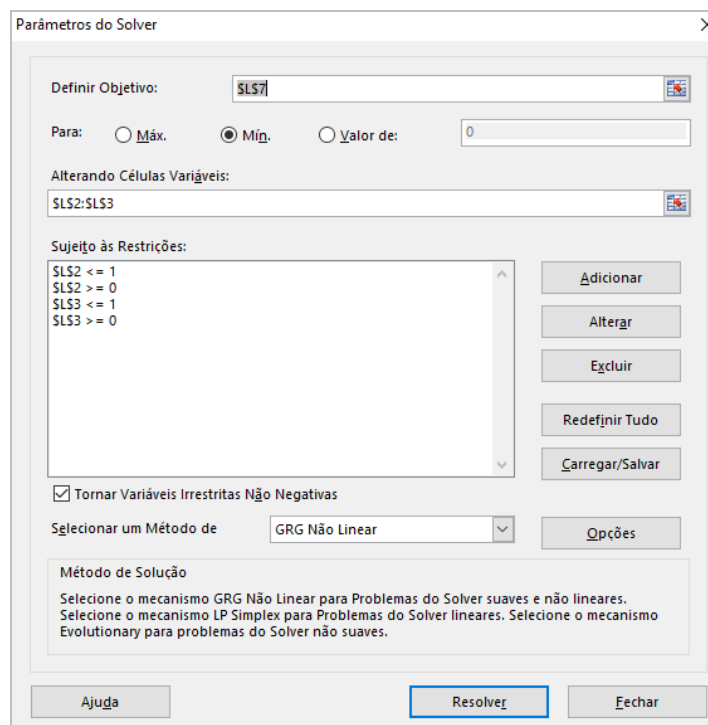 Parâmetros do Solver
Definir Objetivo: $L$7
Para: Máx. Mín. Valor de: 0
Alterando Células Variáveis:
$L$2:$L$3
Sujeito às Restrições:
$L$2 <= 1
$L$2 >= 0
$L$3 <= 1
$L$3 >= 0
Adicionar
Alterar
Excluir
Redefinir Tudo
Carregar/Salvar
Tornar Variáveis Irrestritas Não Negativas
Selecionar um Método de GRG Não Linear Opções
Método de Solução
Selecione o mecanismo GRG Não Linear para Problemas do Solver suaves e não lineares.
Selecione o mecanismo LP Simplex para Problemas do Solver lineares. Selecione o mecanismo
Evolutionary para problemas do Solver não suaves.
Ajuda Resolver Fechar